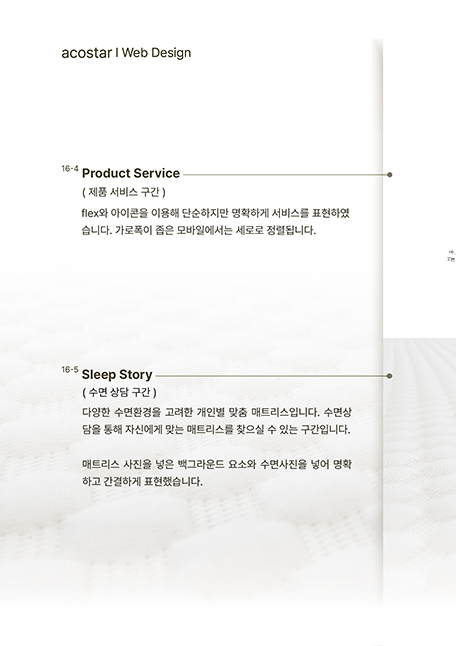 acostar | Web Design
16-4 Product Service
( 제품 서비스 구간 )
flex와 아이콘을 이용해 단순하지만 명확하게 서비스를 표현하였
습니다. 가로폭이 좁은 모바일에서는 세로로 정렬됩니다.
16-5 Sleep Story
( 수면 상담 구간 )
다양한 수면환경을 고려한 개인별 맞춤 매트리스입니다. 수면상
담을 통해 자신에게 맞는 매트리스를 찾으실 수 있는 구간입니다.
매트리스 사진을 넣은 백그라운드 요소와 수면사진을 넣어 명확
하고 간결하게 표현했습니다.